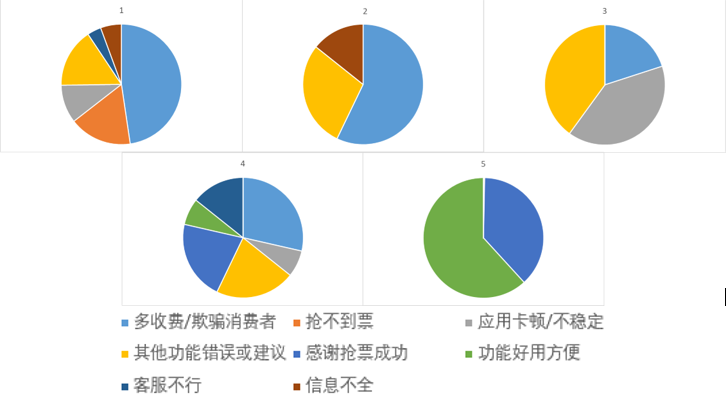 1
2
3
4
5
多收费/欺骗消费者 抢不到票 应用卡顿/不稳定
其他功能错误或建议 感谢抢票成功 功能好用方便
客服不行 信息不全